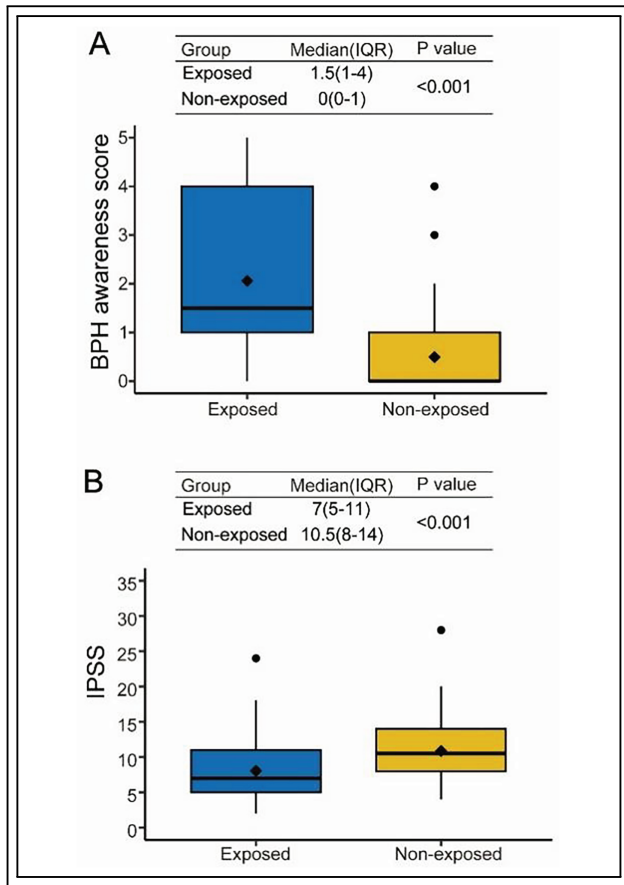 A
Group Median(IQR) P value
Exposed 1.5(1-4)
<0.001
Non-exposed 0(0-1)
BPH awareness score
5
4
3
2
1
0
Exposed Non-exposed
B
Group Median(IQR) P value
Exposed 7(5-11)
<0.001
Non-exposed 10.5(8-14)
IPSS
35
30
25
20
15
10
5
0
Exposed Non-exposed